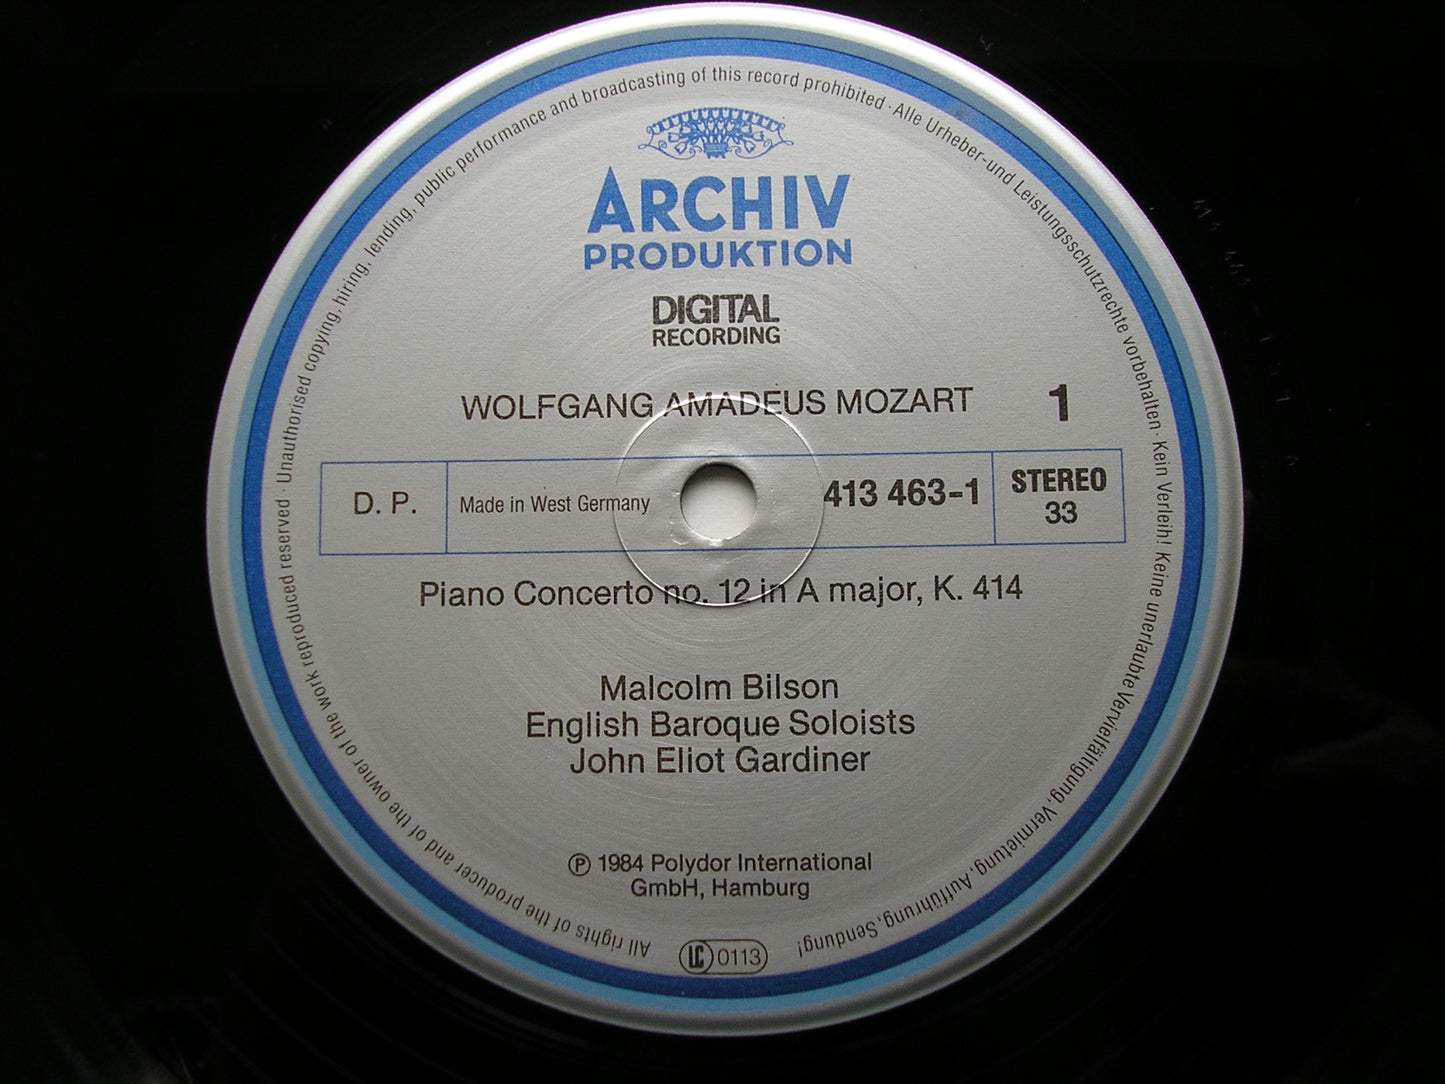 ARCHIV
PRODUKTION
DIGITAL
RECORDING
WOLFGANG AMADEUS MOZART 1
D. P. Made in West Germany 413 463-1 STEREO
33
Piano Concerto no. 12 in A major, K. 414
Malcolm Bilson
English Baroque Soloists
John Eliot Gardiner
Ⓟ 1984 Polydor International
GmbH, Hamburg
LC 0113
All rights of the producer and of the owner of the work reproduced reserved · Unauthorised copying, hiring, lending, public performance and broadcasting of this record prohibited · Alle Urheber-und Leistungsschutzrechte vorbehalten · Kein Verleih! Keine unerlaubte Vervielfältigung, Vermietung, Aufführung, Sendung!